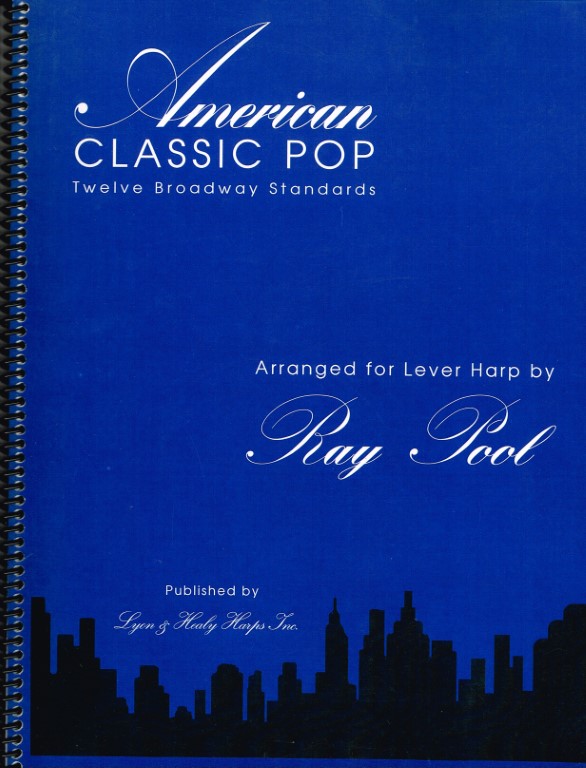 American
CLASSIC POP
Twelve Broadway Standards
Arranged for Lever Harp by
Ray Pool
Published by
Lyon & Healy Harps Inc.